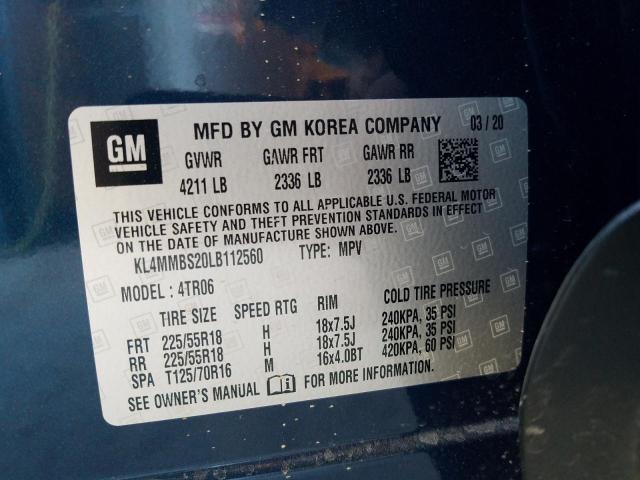 GM MFD BY GM KOREA COMPANY 03 / 20
GVWR GAWR FRT GAWR RR
4211 LB 2336 LB 2336 LB
THIS VEHICLE CONFORMS TO ALL APPLICABLE U.S. FEDERAL MOTOR
VEHICLE SAFETY AND THEFT PREVENTION STANDARDS IN EFFECT
ON THE DATE OF MANUFACTURE SHOWN ABOVE.
KL4MMBS20LB112560 TYPE: MPV
MODEL : 4TR06
TIRE SIZE SPEED RTG RIM COLD TIRE PRESSURE
FRT 225/55R18 H 18x7.5J 240KPA, 35 PSI
RR 225/55R18 H 18x7.5J 240KPA, 35 PSI
SPA T125/70R16 M 16x4.0BT 420KPA, 60 PSI
SEE OWNER'S MANUAL FOR MORE INFORMATION.